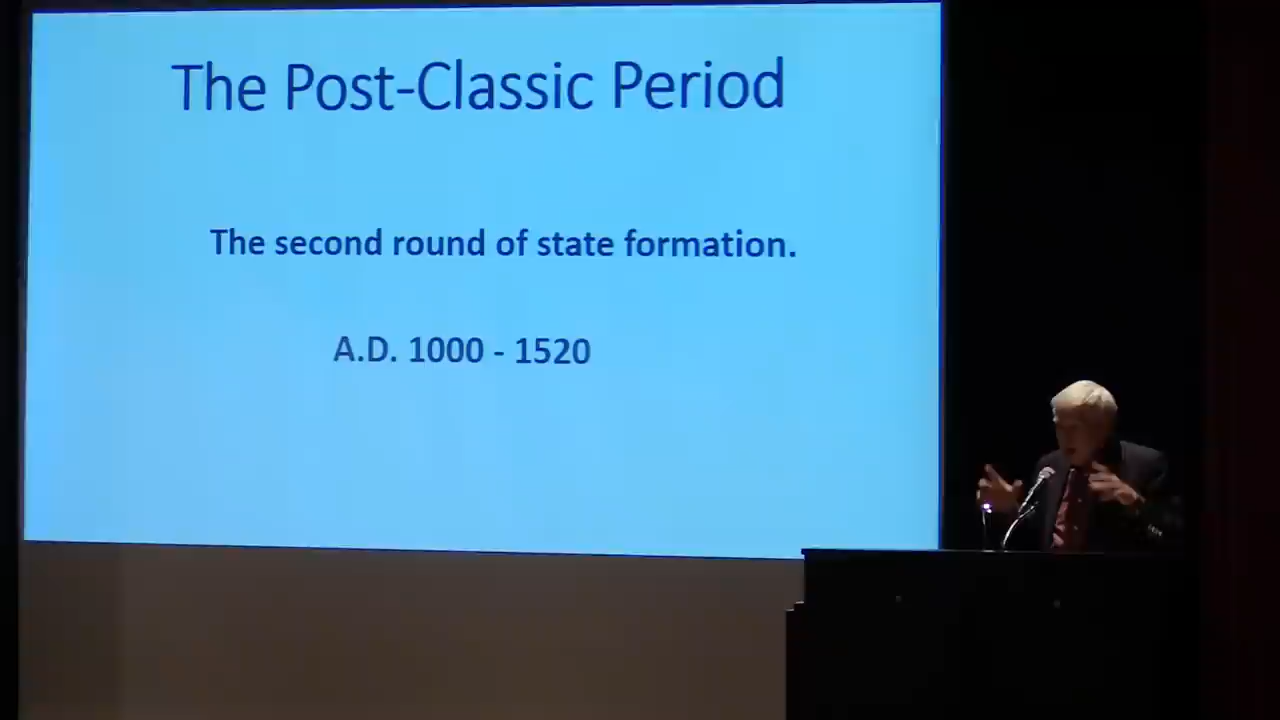 The Post-Classic Period
The second round of state formation.
A.D. 1000 - 1520